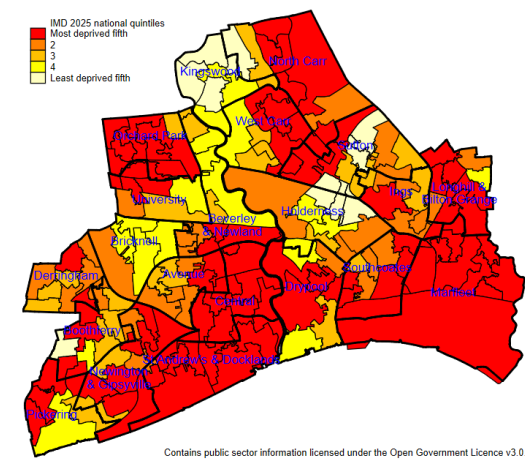 IMD 2025 national quintiles
Most deprived fifth
2
3
4
Least deprived fifth
North Carr
Kingswood
West Carr
Orchard Park
Sutton
University
Ings
Longhill &
Bilton Grange
Holderness
Beverley
& Newland
Bricknell
Derringham
Avenue
Southcoates
Drypool
Marfleet
Central
Boothferry
St Andrew's & Docklands
Newington
& Gipsyville
Pickering
Contains public sector information licensed under the Open Government Licence v3.0